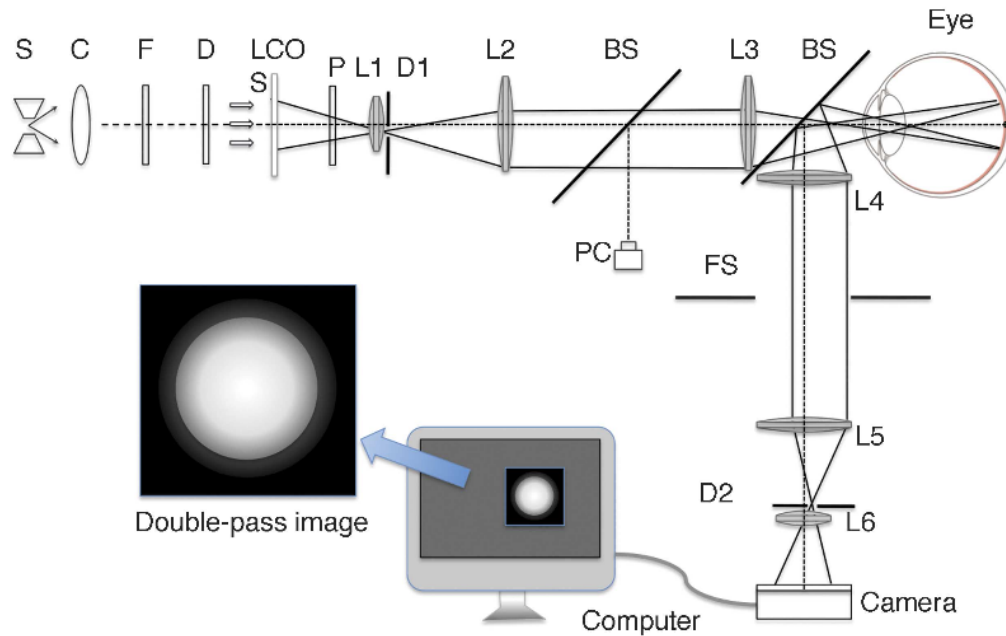 Eye
S C F D LCO
S
P L1 D1
L2 BS L3 BS
L4
PC
FS
L5
D2
L6
Double-pass image
Computer
Camera